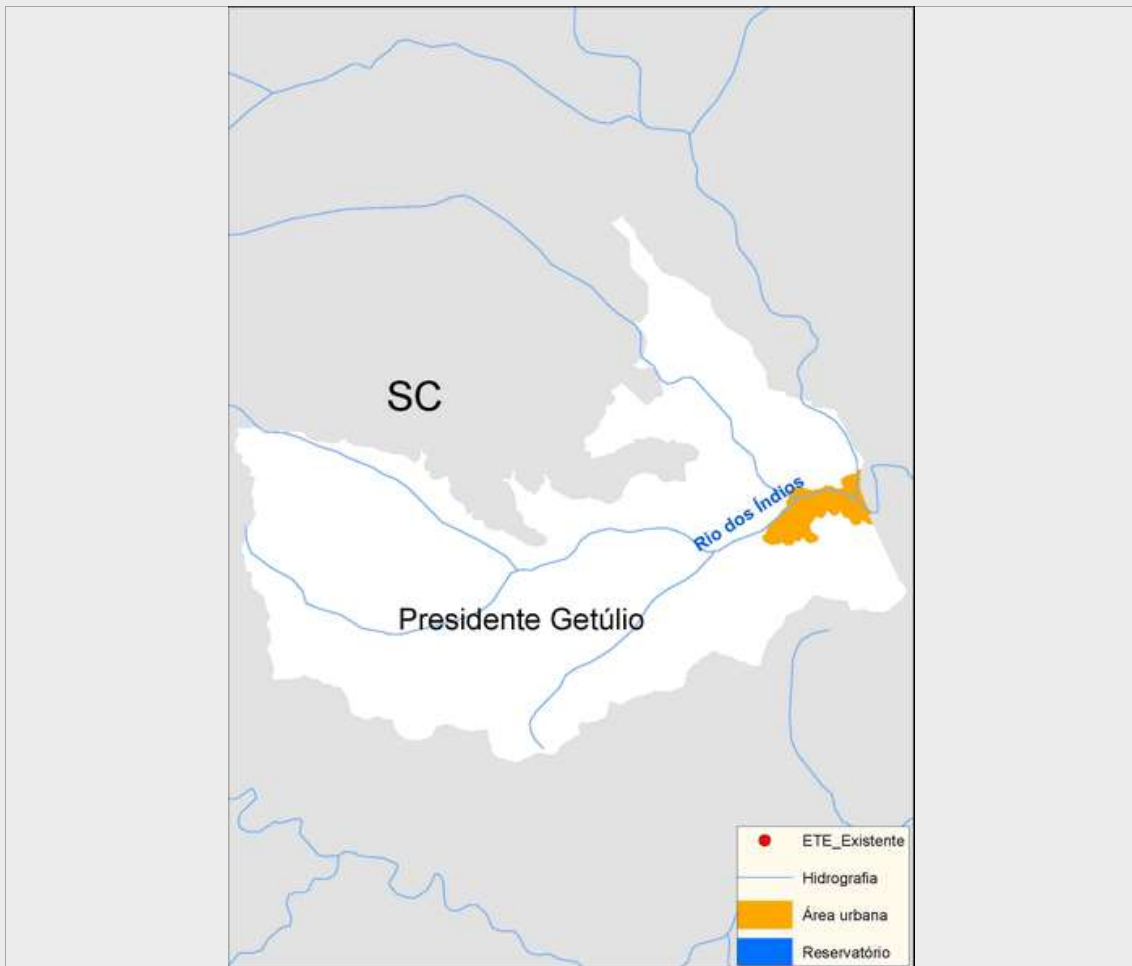 SC
Rio dos Índios
Presidente Getúlio
ETE_Existente
Hidrografia
Área urbana
Reservatório